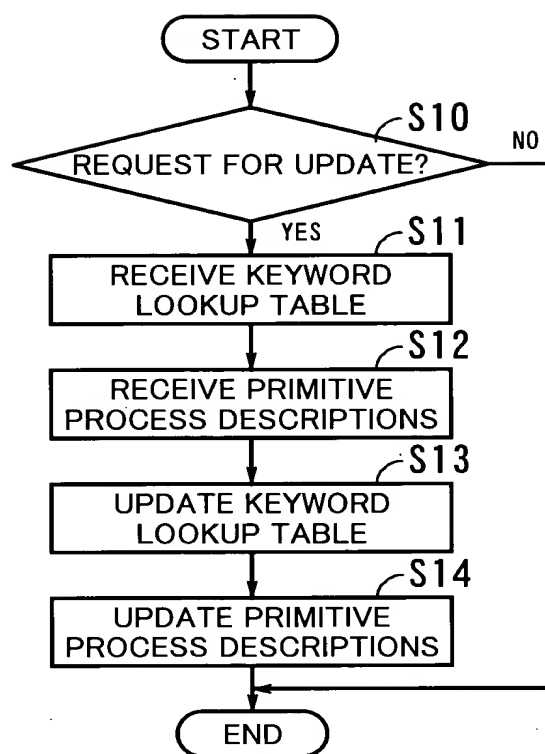 START
S10
REQUEST FOR UPDATE?
NO
YES
S11
RECEIVE KEYWORD
LOOKUP TABLE
S12
RECEIVE PRIMITIVE
PROCESS DESCRIPTIONS
S13
UPDATE KEYWORD
LOOKUP TABLE
S14
UPDATE PRIMITIVE
PROCESS DESCRIPTIONS
END